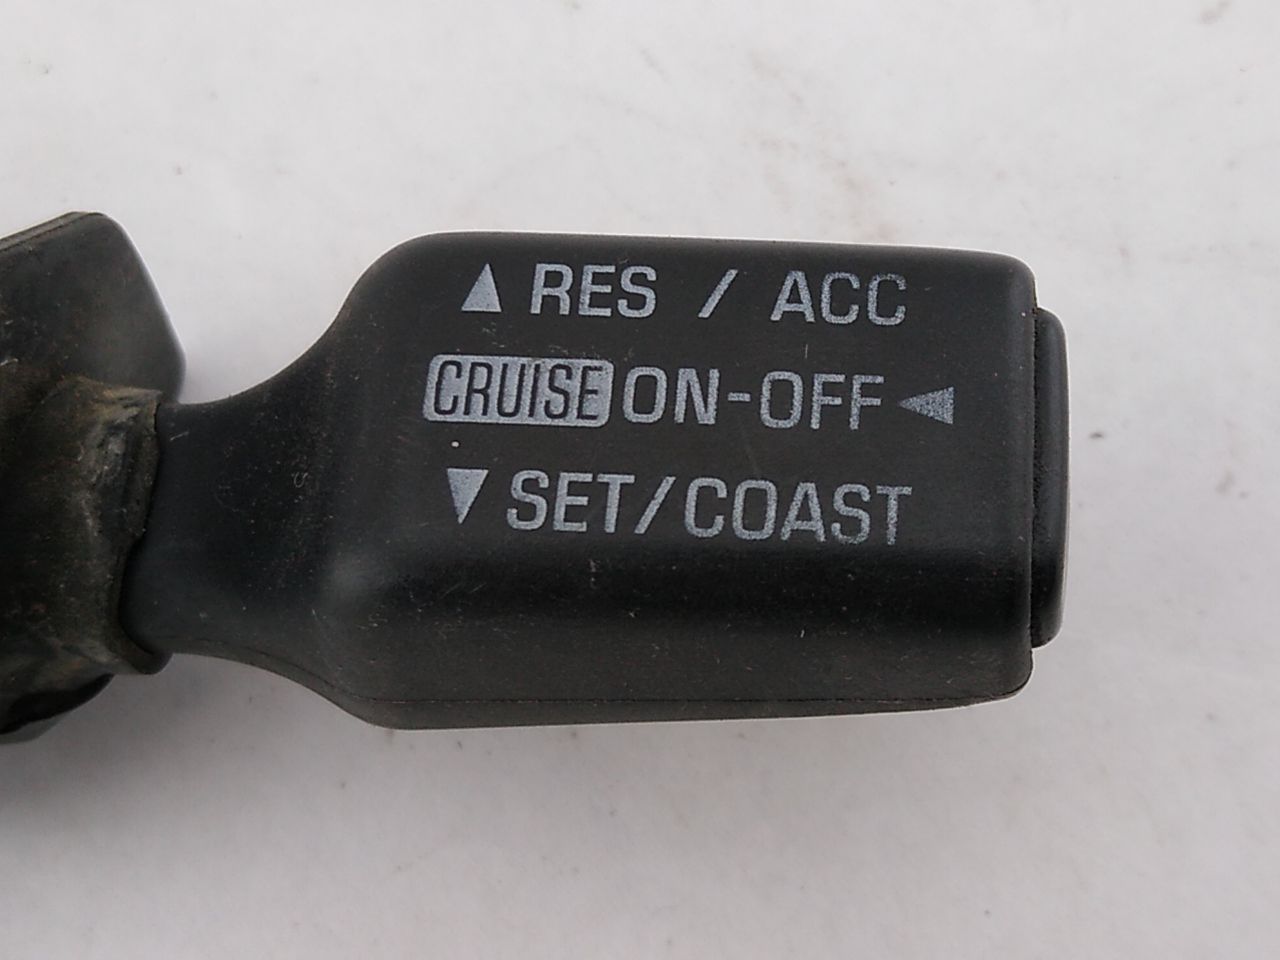 ▲ RES / ACC
CRUISE ON-OFF ◀
▼ SET/COAST